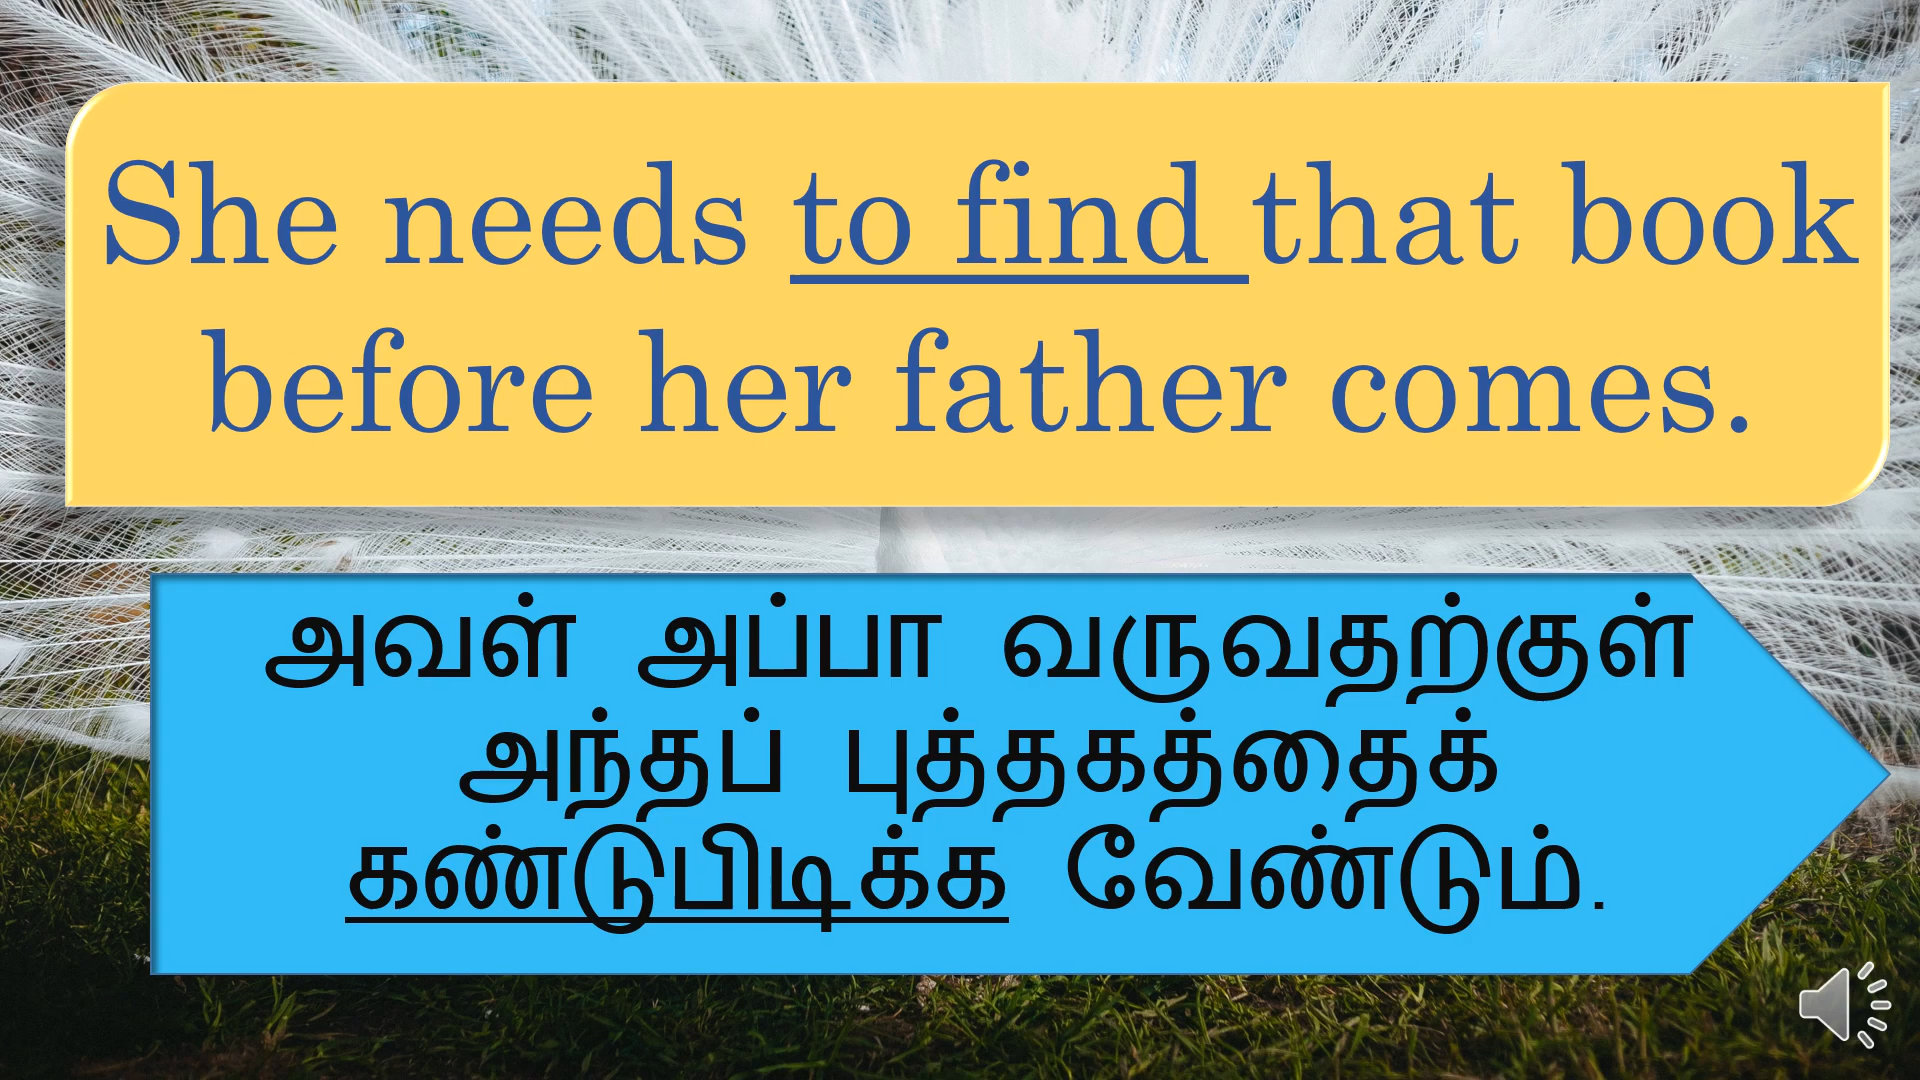 She needs to find that book
before her father comes.
அவள் அப்பா வருவதற்குள்
அந்தப் புத்தகத்தைக்
கண்டுபிடிக்க வேண்டும்.